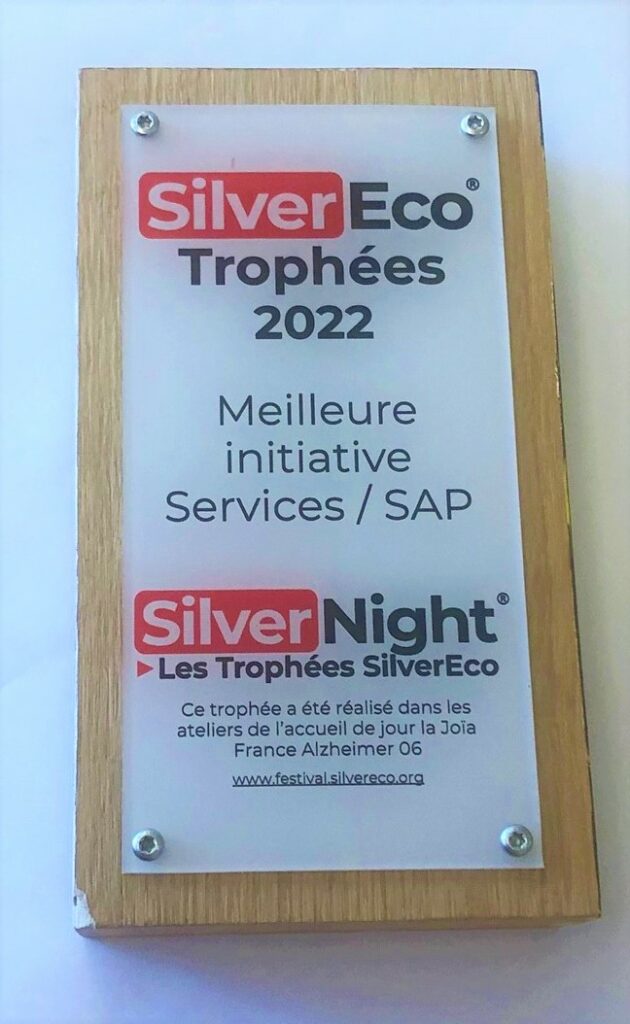 SilverEco®
Trophées
2022
Meilleure
initiative
Services / SAP
SilverNight®
►Les Trophées SilverEco
Ce trophée a été réalisé dans les
ateliers de l'accueil de jour la Joïa
France Alzheimer 06
www.festival.silvereco.org